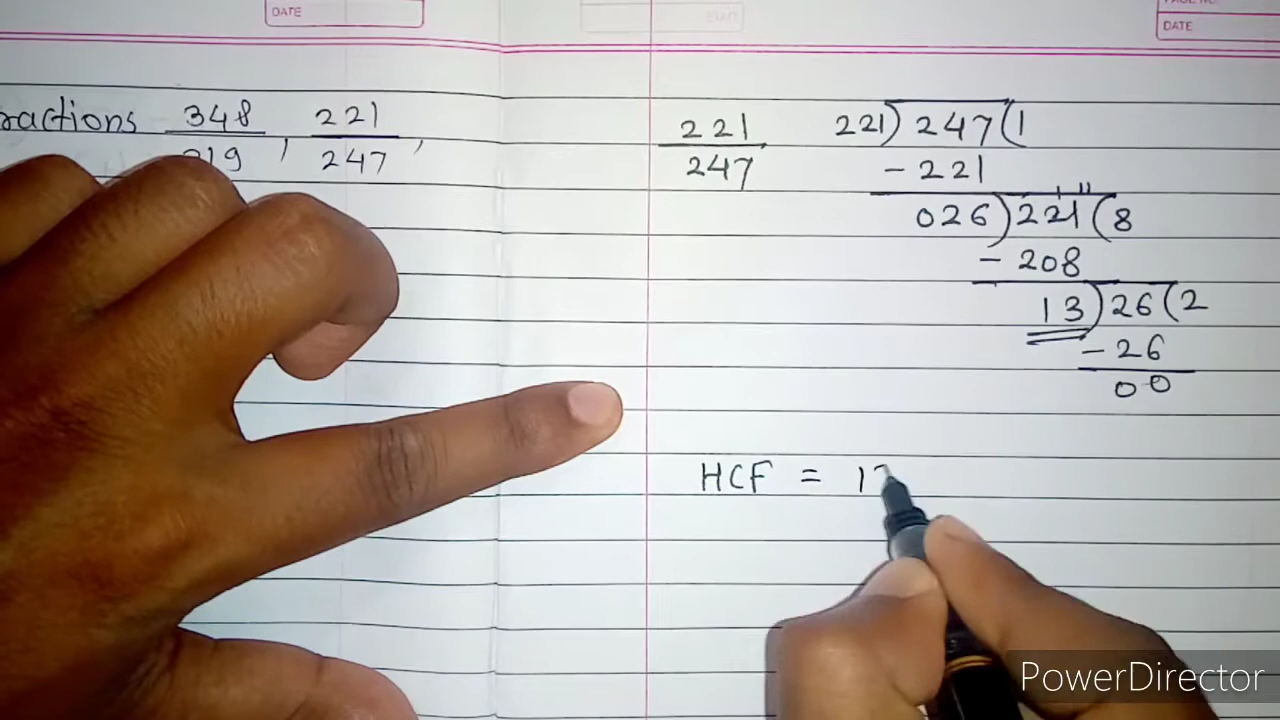 DATE
DATE
ractions 348 221
19 , 247 ,
221
247
221) 247 (1
- 221
026) 221 (8
- 208
13) 26 (2
- 26
00
HCF = 1
PowerDirector